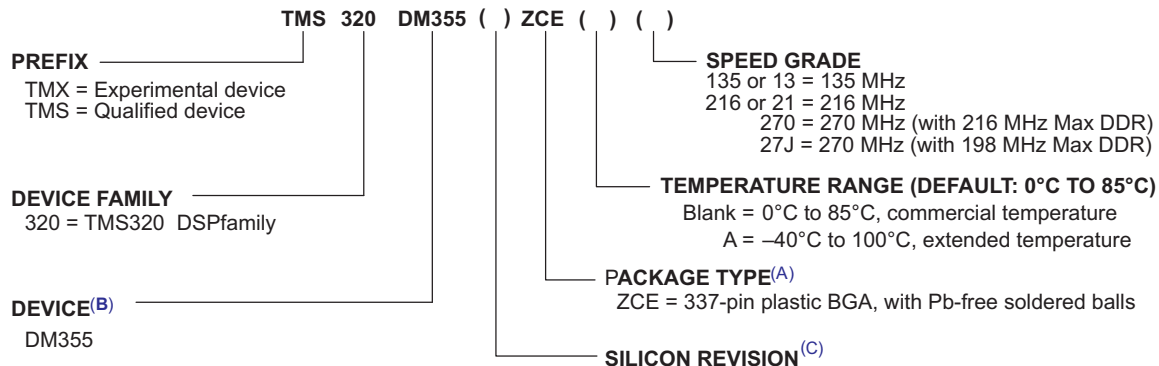 TMS 320 DM355 ( ) ZCE ( ) ( )
PREFIX
TMX = Experimental device
TMS = Qualified device
SPEED GRADE
135 or 13 = 135 MHz
216 or 21 = 216 MHz
270 = 270 MHz (with 216 MHz Max DDR)
27J = 270 MHz (with 198 MHz Max DDR)
DEVICE FAMILY
320 = TMS320 DSPfamily
TEMPERATURE RANGE (DEFAULT: 0°C TO 85°C)
Blank = 0°C to 85°C, commercial temperature
A = –40°C to 100°C, extended temperature
PACKAGE TYPE(A)
ZCE = 337-pin plastic BGA, with Pb-free soldered balls
DEVICE(B)
DM355
SILICON REVISION(C)